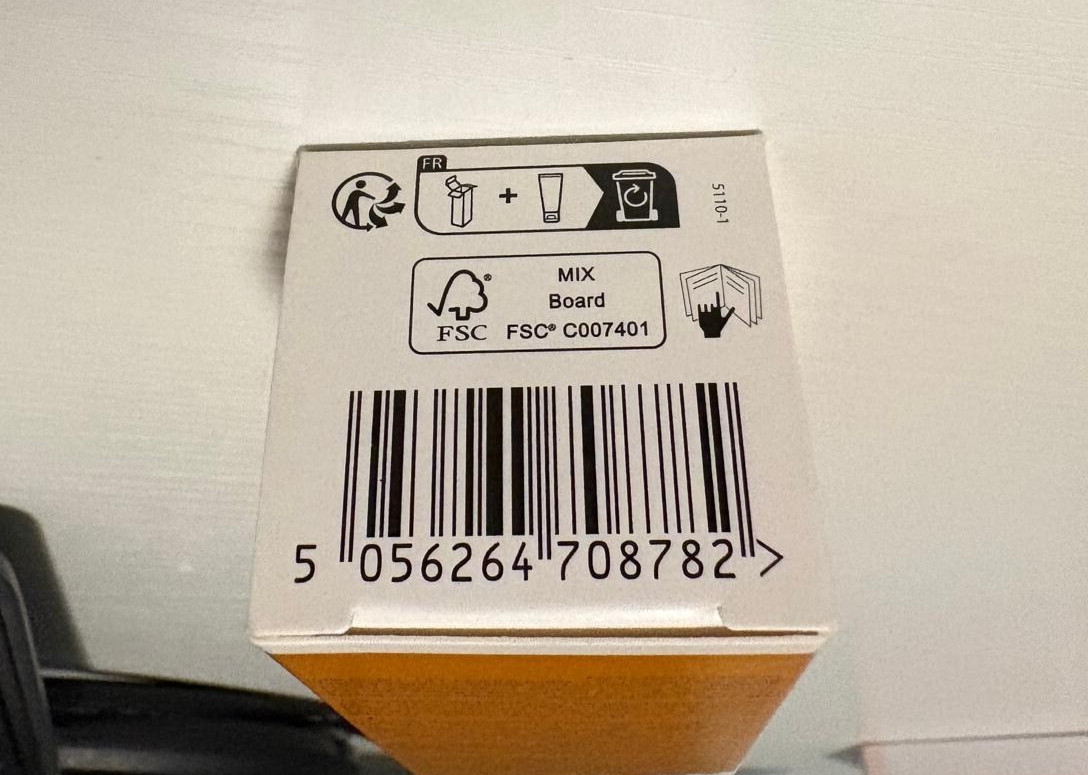 FR
+
5110-1
MIX
Board
FSC® FSC® C007401
5 056264 708782 >